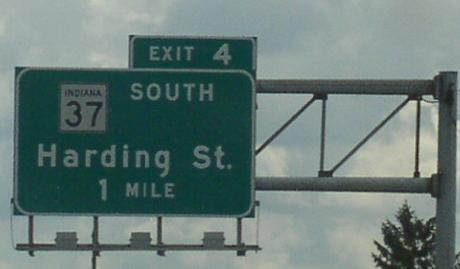 EXIT 4
INDIANA
37 SOUTH
Harding St.
1 MILE